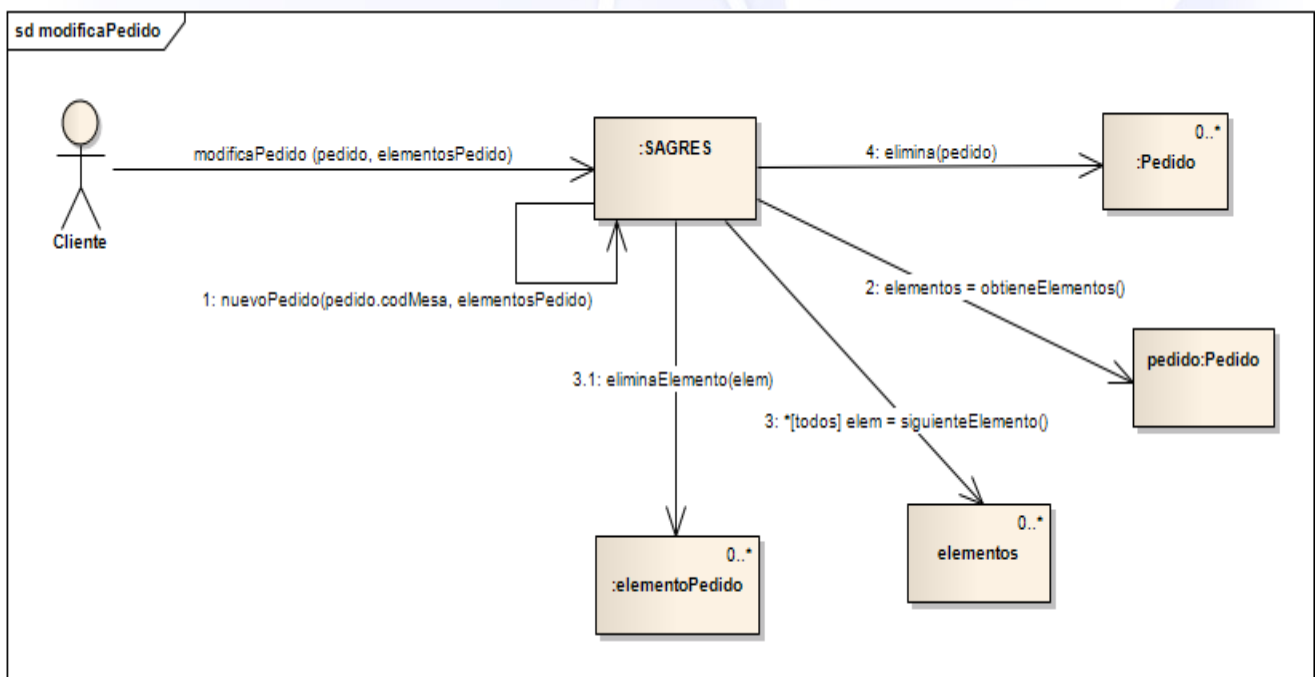 sd modificaPedido
modificaPedido (pedido, elementosPedido)
:SAGRES
4: elimina(pedido)
0..*
:Pedido
Cliente
1: nuevoPedido(pedido.codMesa, elementosPedido)
2: elementos = obtieneElementos()
pedido:Pedido
3.1: eliminaElemento(elem)
3: *[todos] elem = siguienteElemento()
0..*
elementos
0..*
:elementoPedido